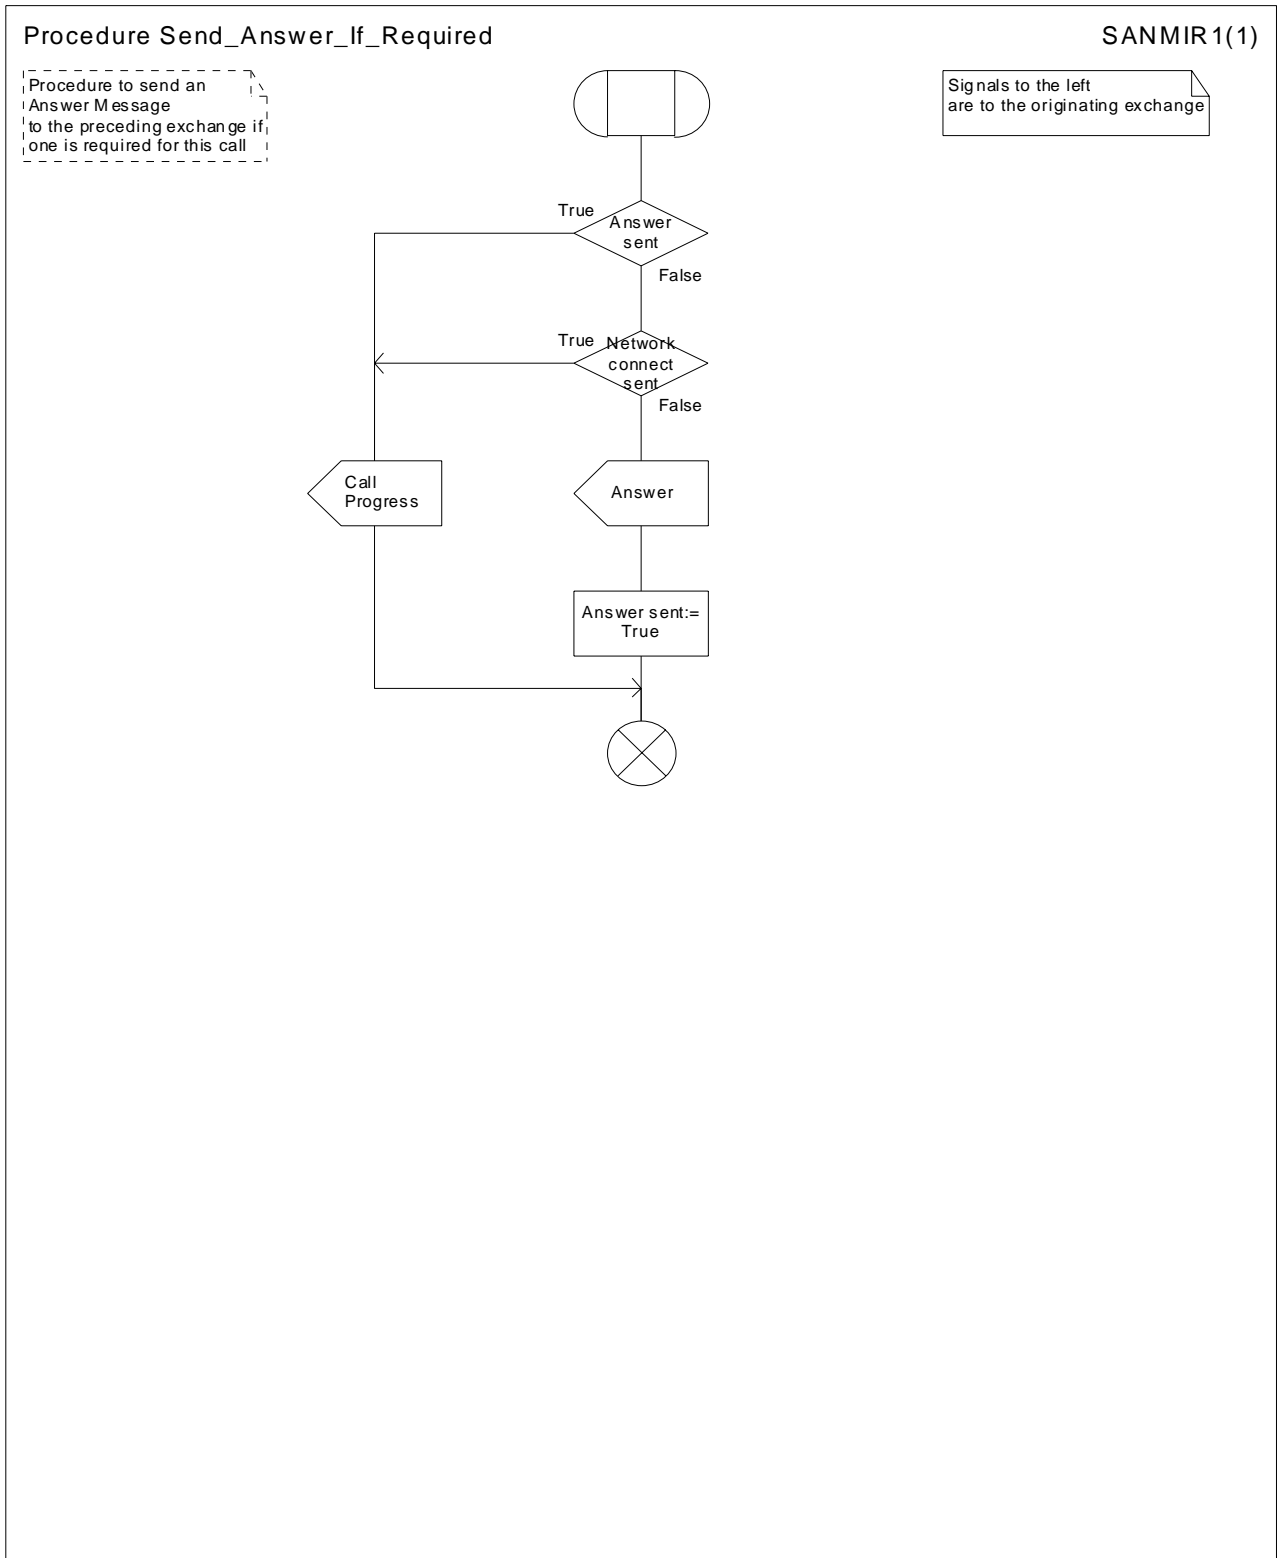 Procedure Send_Answer_If_Required
SANMIR1(1)
Procedure to send an
Answer Message
to the preceding exchange if
one is required for this call
Signals to the left
are to the originating exchange
True
Answer
sent
False
True
Network
connect
sent
False
Call
Progress
Answer
Answer sent:=
True